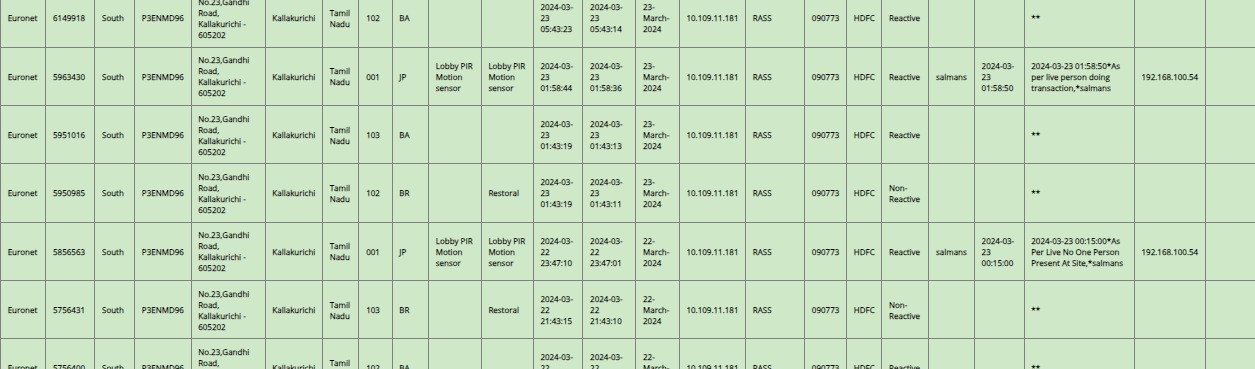 Euronet
6149918
South
P3ENMD96
No.23,Gandhi
Road,
Kallakurichi -
605202
Kallakurichi
Tamil
Nadu
102
BA
2024-03-
23
05:43:23
2024-03-
23
05:43:14
23-
March-
2024
10.109.11.181
RASS
090773
HDFC
Reactive
**
Euronet
5963430
South
P3ENMD96
No.23,Gandhi
Road,
Kallakurichi -
605202
Kallakurichi
Tamil
Nadu
001
JP
Lobby PIR
Motion
sensor
Lobby PIR
Motion
sensor
2024-03-
23
01:58:44
2024-03-
23
01:58:36
23-
March-
2024
10.109.11.181
RASS
090773
HDFC
Reactive
salmans
2024-03-
23
01:58:50
2024-03-23 01:58:50*As
per live person doing
transaction,*salmans
192.168.100.54
Euronet
5951016
South
P3ENMD96
No.23,Gandhi
Road,
Kallakurichi -
605202
Kallakurichi
Tamil
Nadu
103
BA
2024-03-
23
01:43:19
2024-03-
23
01:43:13
23-
March-
2024
10.109.11.181
RASS
090773
HDFC
Reactive
**
Euronet
5950985
South
P3ENMD96
No.23,Gandhi
Road,
Kallakurichi -
605202
Kallakurichi
Tamil
Nadu
102
BR
Restoral
2024-03-
23
01:43:19
2024-03-
23
01:43:11
23-
March-
2024
10.109.11.181
RASS
090773
HDFC
Non-
Reactive
**
Euronet
5856563
South
P3ENMD96
No.23,Gandhi
Road,
Kallakurichi -
605202
Kallakurichi
Tamil
Nadu
001
JP
Lobby PIR
Motion
sensor
Lobby PIR
Motion
sensor
2024-03-
22
23:47:10
2024-03-
22
23:47:01
22-
March-
2024
10.109.11.181
RASS
090773
HDFC
Reactive
salmans
2024-03-
23
00:15:00
2024-03-23 00:15:00*As
Per Live No One Person
Present At Site,*salmans
192.168.100.54
Euronet
5756431
South
P3ENMD96
No.23,Gandhi
Road,
Kallakurichi -
605202
Kallakurichi
Tamil
Nadu
103
BR
Restoral
2024-03-
22
21:43:15
2024-03-
22
21:43:10
22-
March-
2024
10.109.11.181
RASS
090773
HDFC
Non-
Reactive
**
Euronet
5756400
South
P3ENMD96
No.23,Gandhi
Road,
Kallakurichi
Tamil
Nadu
102
BA
2024-03-
22
2024-03-
22
22-
March-
10.109.11.181
RASS
090773
HDFC
Reactive
**